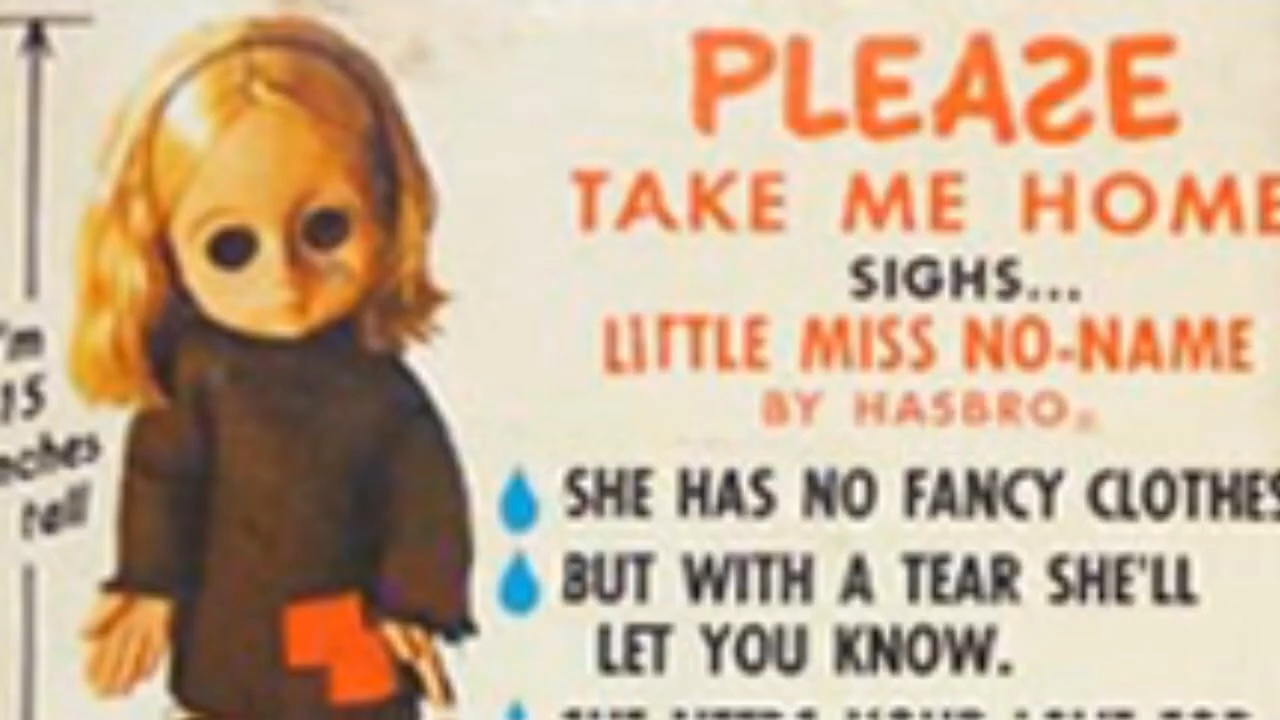 I'm
15
inches
tall
PLEASE
TAKE ME HOME
SIGHS...
LITTLE MISS NO-NAME
BY HASBRO®
SHE HAS NO FANCY CLOTHES
BUT WITH A TEAR SHE'LL
LET YOU KNOW.